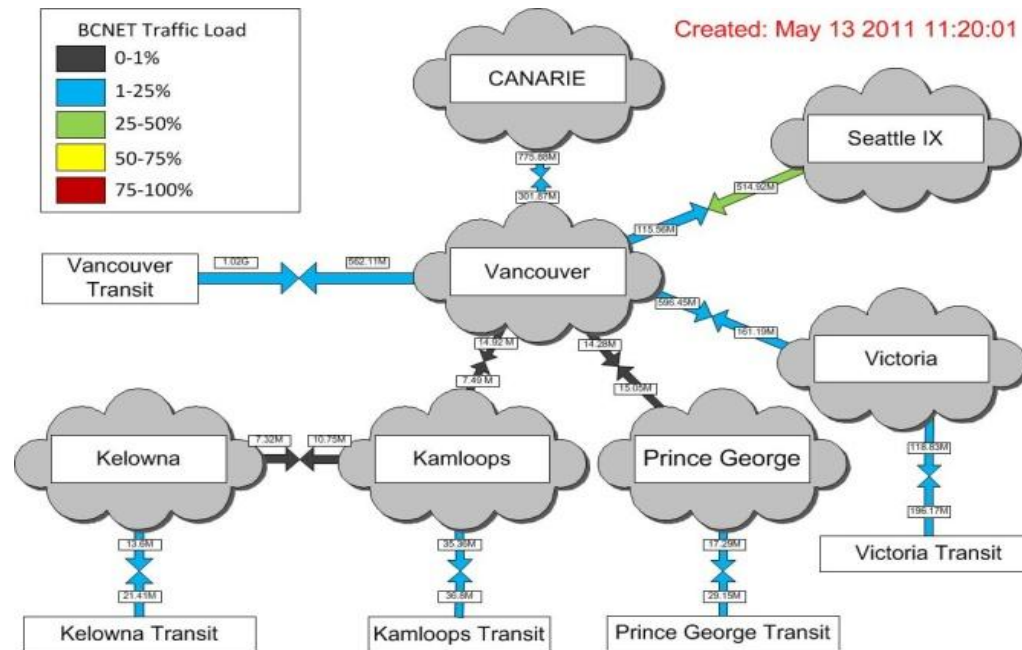 BCNET Traffic Load
0-1%
1-25%
25-50%
50-75%
75-100%
Created: May 13 2011 11:20:01
CANARIE
Seattle IX
775.88M
301.87M
514.92M
115.56M
Vancouver
Transit
1.02G
562.11M
Vancouver
596.45M
161.19M
Victoria
14.92 M
7.49 M
14.28M
15.05M
Kelowna
7.32M
10.75M
Kamloops
Prince George
118.83M
196.17M
Victoria Transit
13.6M
21.41M
35.36M
36.8M
17.29M
29.15M
Kelowna Transit
Kamloops Transit
Prince George Transit